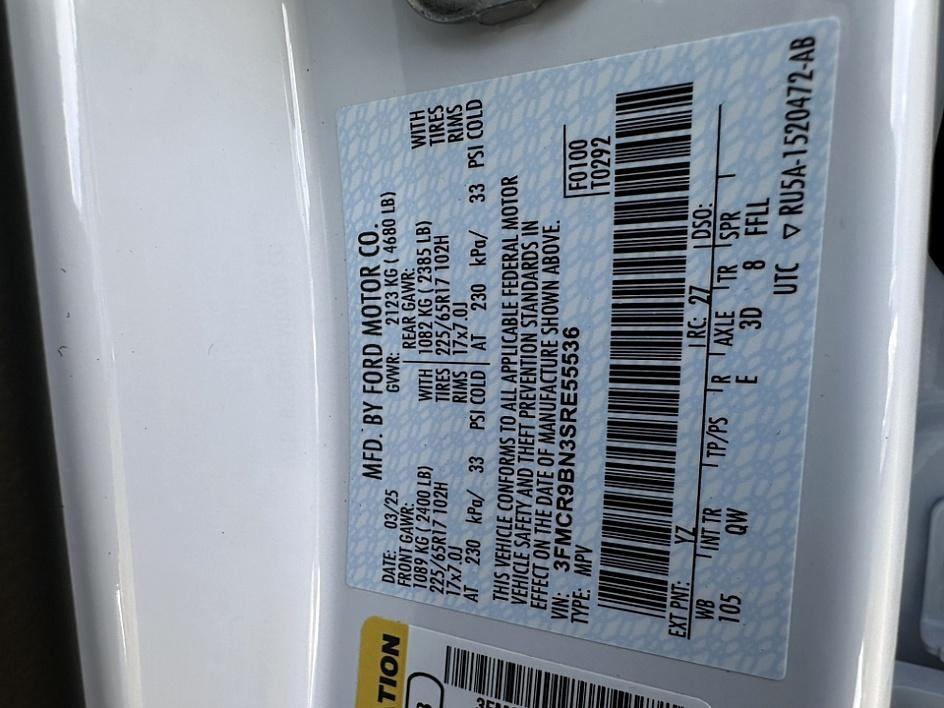 MFD. BY FORD MOTOR CO.
DATE: 03/25 GVWR: 2123 KG ( 4680 LB)
FRONT GAWR: REAR GAWR:
1089 KG ( 2400 LB) WITH 1082 KG ( 2385 LB) WITH
225/65R17 102H TIRES 225/65R17 102H TIRES
17x7.0J RIMS 17x7.0J RIMS
AT 230 kPa/ 33 PSI COLD AT 230 kPa/ 33 PSI COLD
THIS VEHICLE CONFORMS TO ALL APPLICABLE FEDERAL MOTOR
VEHICLE SAFETY AND THEFT PREVENTION STANDARDS IN
EFFECT ON THE DATE OF MANUFACTURE SHOWN ABOVE.
VIN: 3FMCR9BN3SRE55536
TYPE: MPV
F0100
T0292
EXT PNT: YZ RC: 27 DSO:
WB INT TR TP/PS R AXLE TR SPR
105 QW E 3D 8 FFLL
UTC ▽ RU5A-1520472-AB